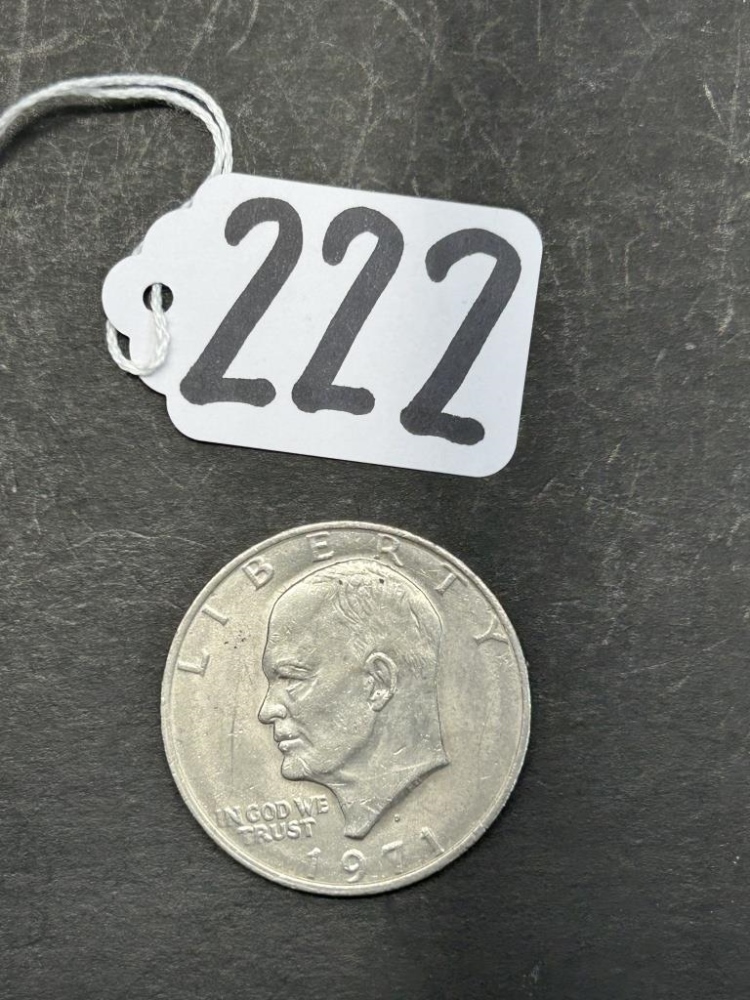 222
LIBERTY
IN GOD WE
TRUST
1971